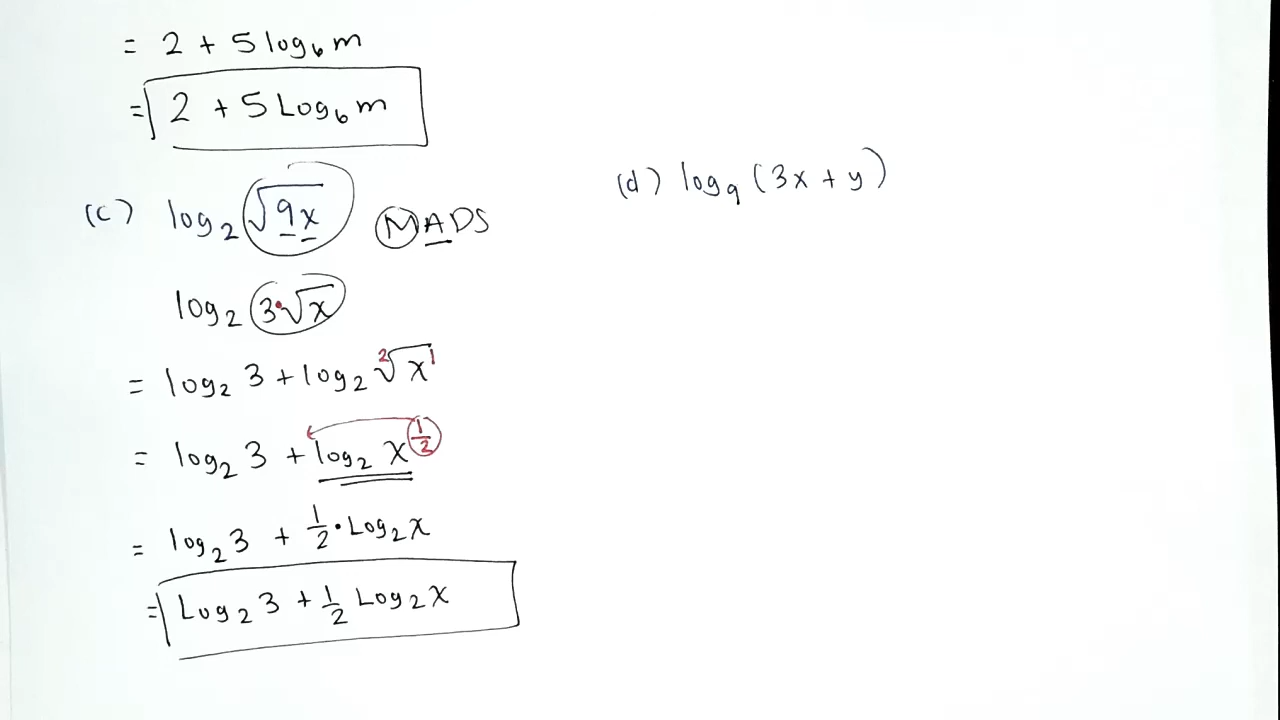 = 2 + 5 log₆ m
= 2 + 5 Log₆ m
(c) log₂ √9x MADS
log₂ 3•√x
= log₂ 3 + log₂ ²√x¹
= log₂ 3 + log₂ x^½
= log₂ 3 + ½ • Log₂ x
= Log₂ 3 + ½ Log₂ x
(d) log₉ (3x + y)